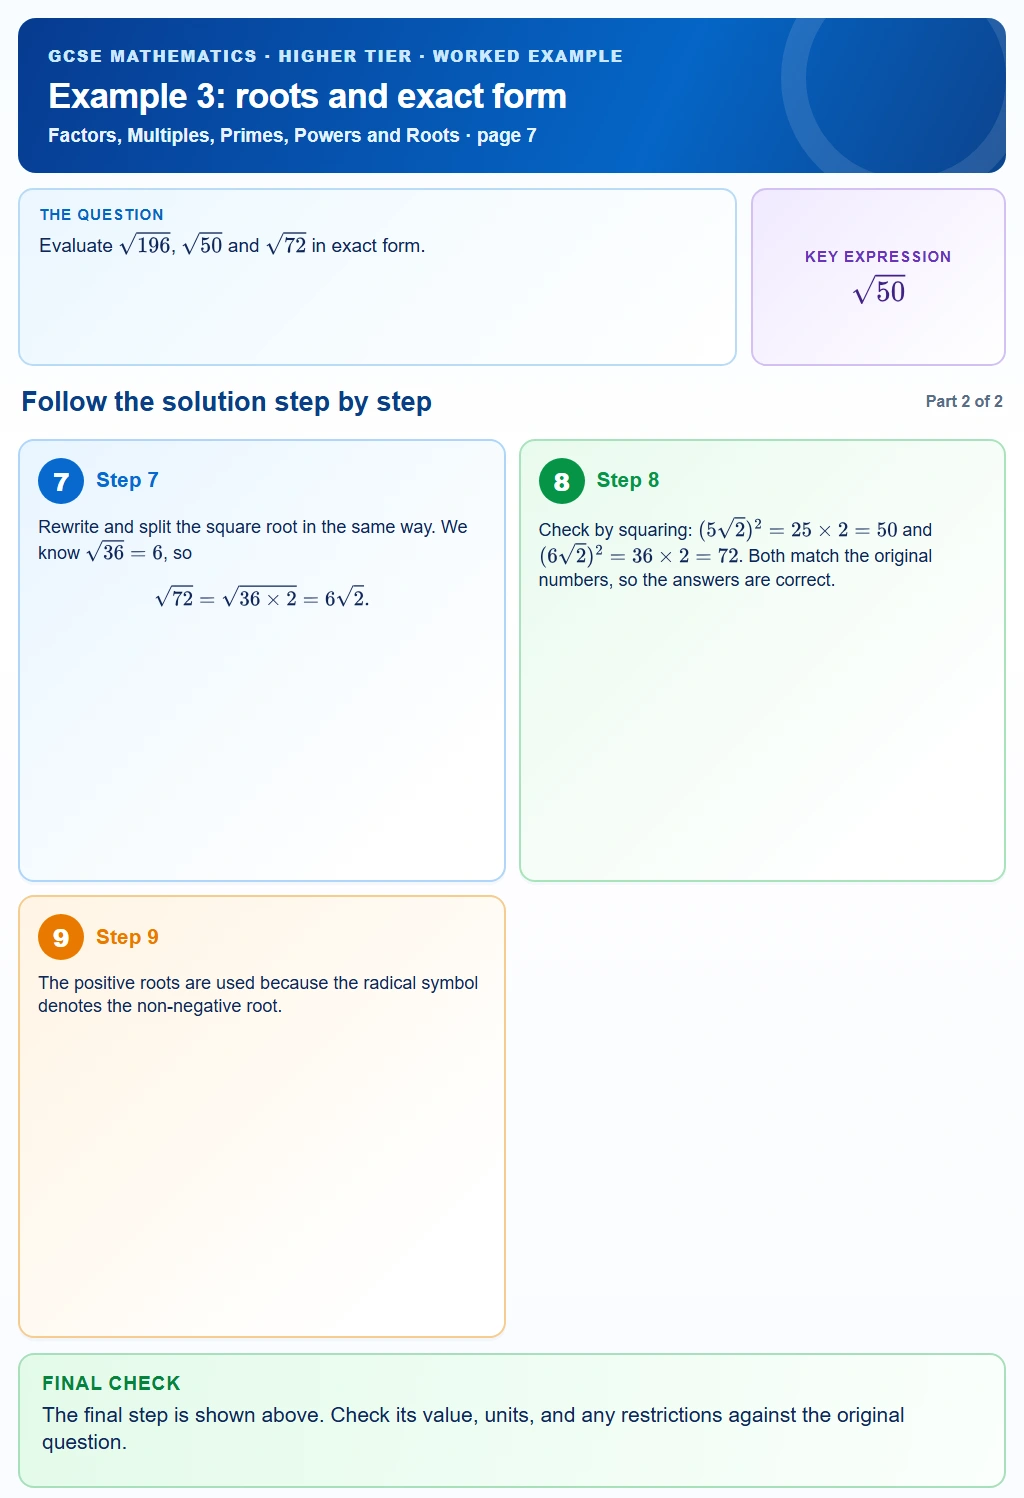 GCSE MATHEMATICS · HIGHER TIER · WORKED EXAMPLE
Example 3: roots and exact form
Factors, Multiples, Primes, Powers and Roots · page 7
THE QUESTION
Evaluate √196, √50 and √72 in exact form.
KEY EXPRESSION
√50
Follow the solution step by step
Part 2 of 2
7 Step 7
Rewrite and split the square root in the same way. We
know √36 = 6, so
√72 = √(36 × 2) = 6√2.
8 Step 8
Check by squaring: (5√2)² = 25 × 2 = 50 and
(6√2)² = 36 × 2 = 72. Both match the original
numbers, so the answers are correct.
9 Step 9
The positive roots are used because the radical symbol
denotes the non-negative root.
FINAL CHECK
The final step is shown above. Check its value, units, and any restrictions against the original
question.